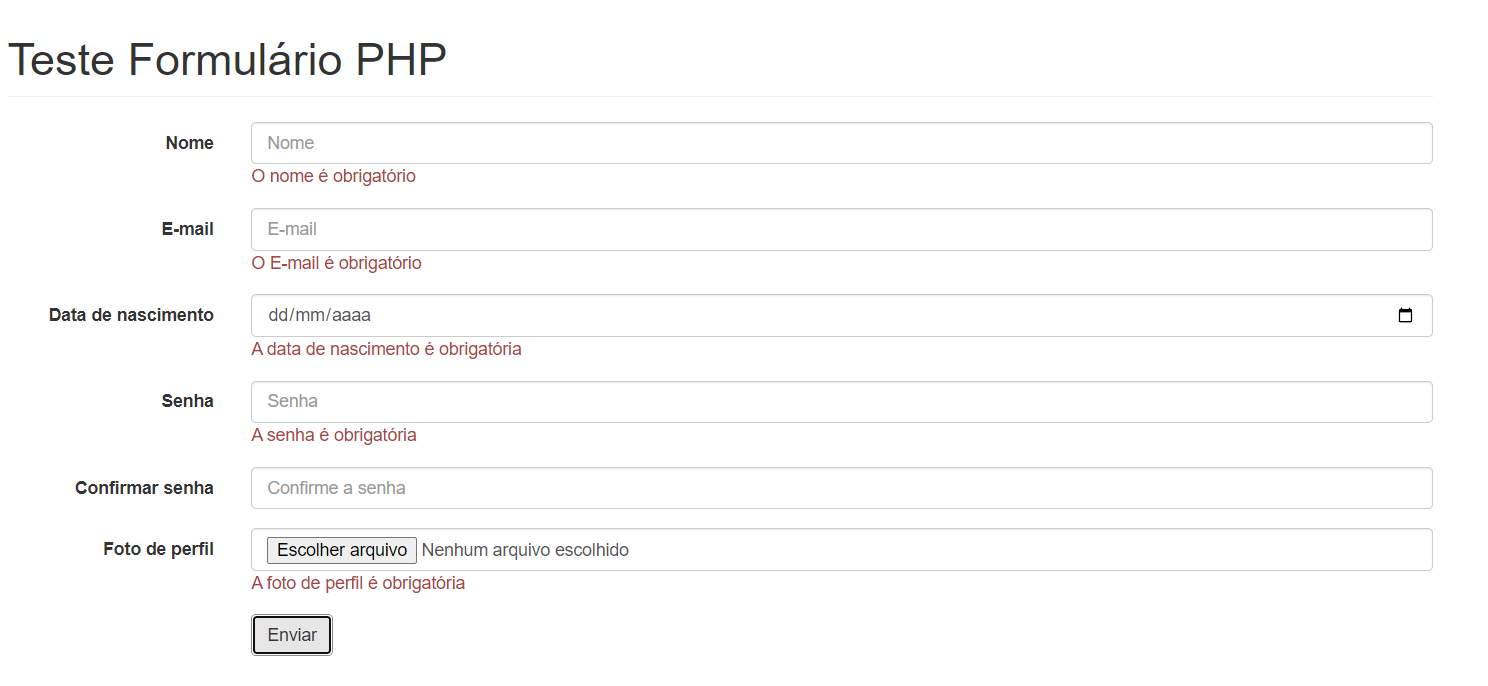 Teste Formulário PHP
Nome
Nome
O nome é obrigatório
E-mail
E-mail
O E-mail é obrigatório
Data de nascimento
dd/mm/aaaa
A data de nascimento é obrigatória
Senha
Senha
A senha é obrigatória
Confirmar senha
Confirme a senha
Foto de perfil
Escolher arquivo Nenhum arquivo escolhido
A foto de perfil é obrigatória
Enviar